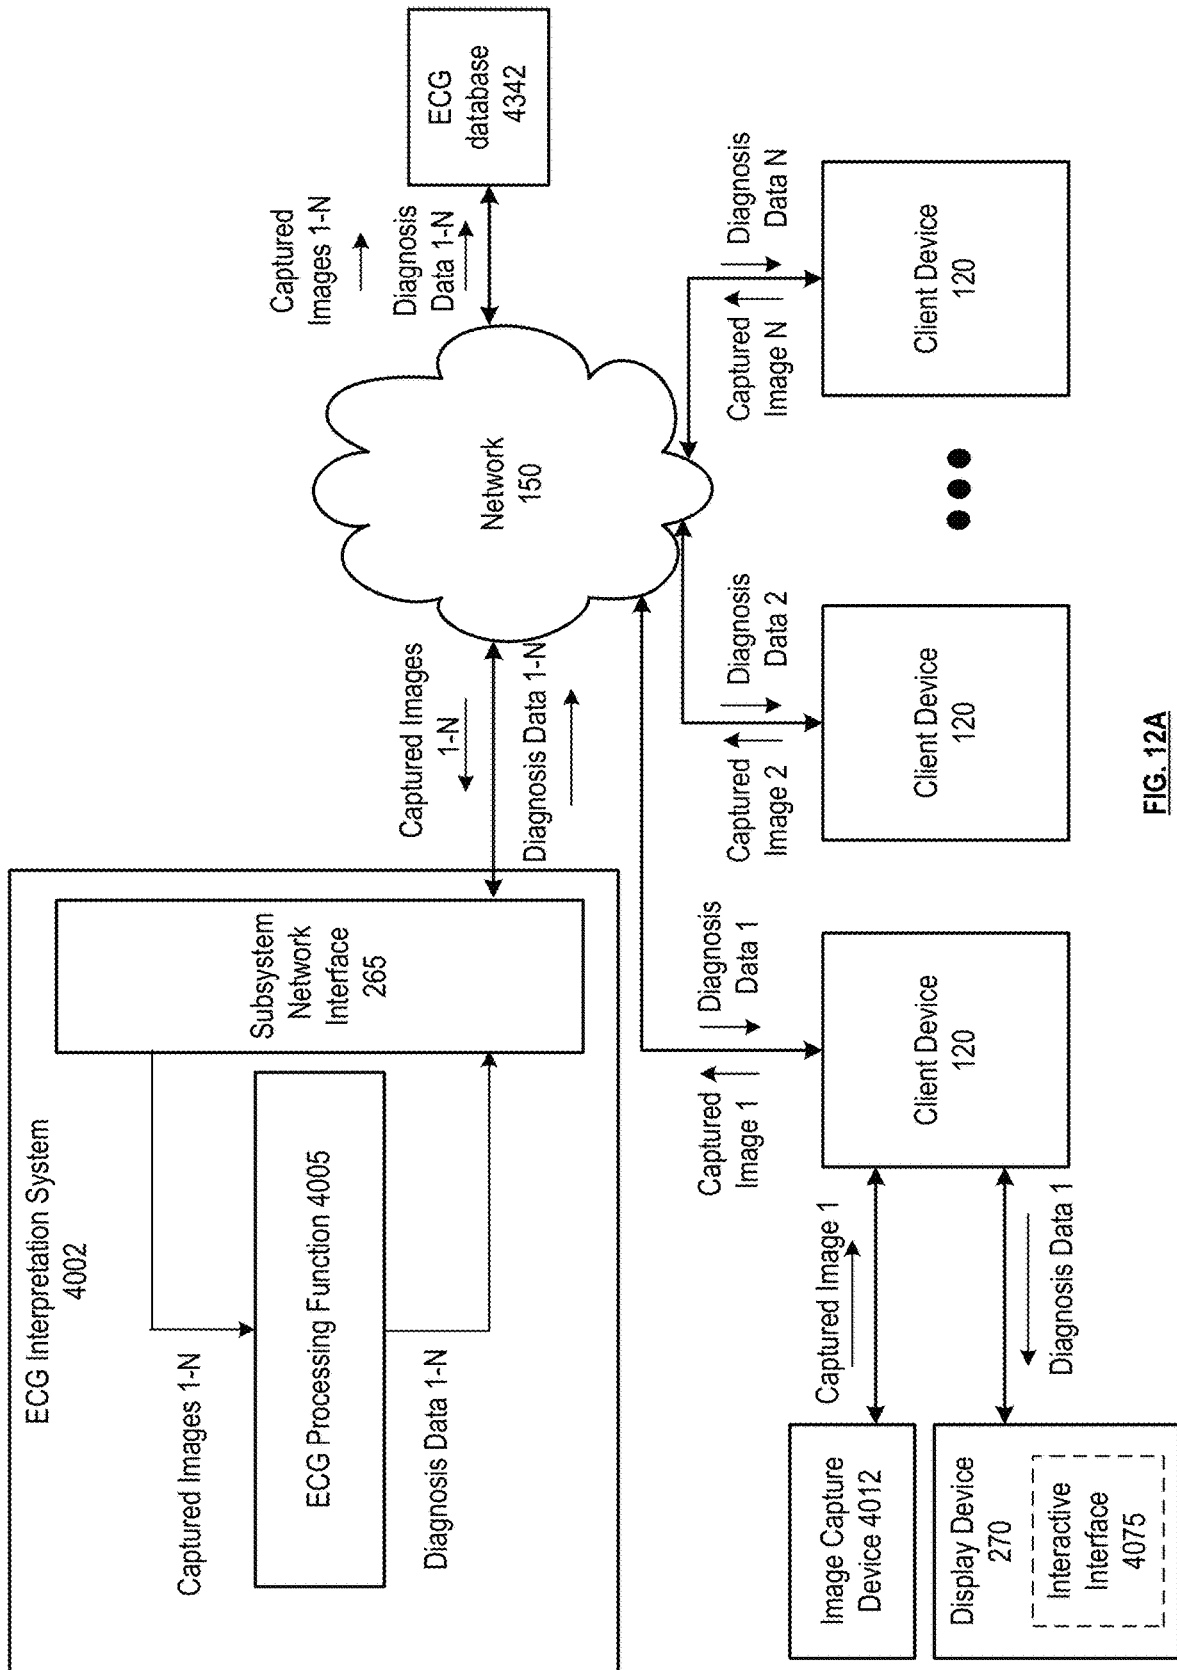 ECG Interpretation System
4002
Captured Images 1-N
ECG Processing Function 4005
Diagnosis Data 1-N
Subsystem
Network
Interface
265
Captured Images
1-N
Diagnosis Data 1-N
Network
150
Captured
Images 1-N
Diagnosis
Data 1-N
ECG
database
4342
Image Capture
Device 4012
Captured Image 1
Display Device
270
Interactive
Interface
4075
Diagnosis Data 1
Client Device
120
Captured
Image 1
Diagnosis
Data 1
Client Device
120
Captured
Image 2
Diagnosis
Data 2
Client Device
120
Captured
Image N
Diagnosis
Data N
FIG. 12A